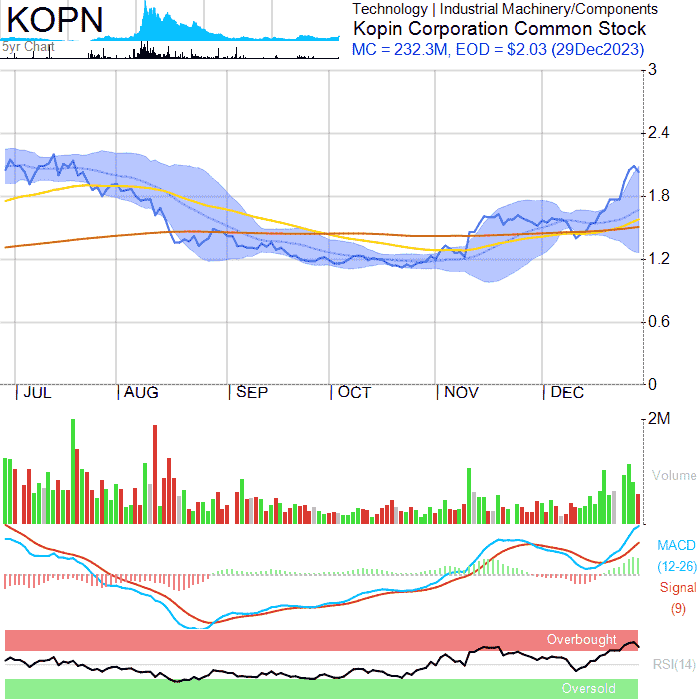 KOPN
5yr Chart
Technology | Industrial Machinery/Components
Kopin Corporation Common Stock
MC = 232.3M, EOD = $2.03 (29Dec2023)
3
2.4
1.8
1.2
0.6
0
JUL AUG SEP OCT NOV DEC
2M
Volume
MACD
(12-26)
Signal
(9)
Overbought
RSI(14)
Oversold